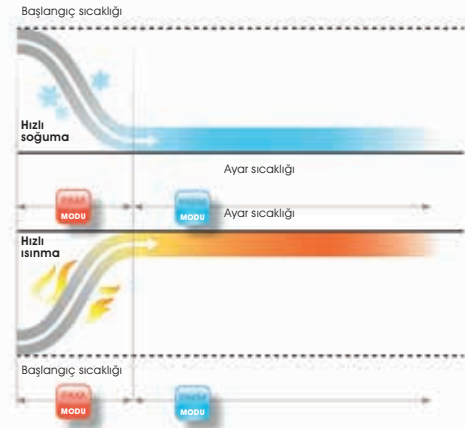 Başlangıç sıcaklığı
Hızlı
soğuma
Ayar sıcaklığı
MODU
MODU
Ayar sıcaklığı
Hızlı
ısınma
Başlangıç sıcaklığı
MODU
MODU